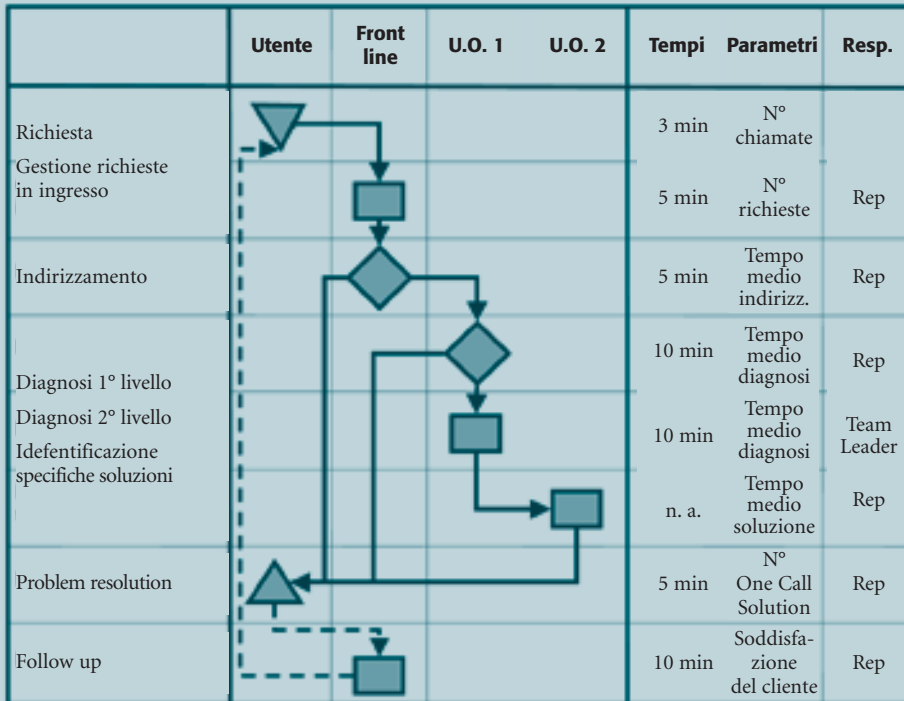 Utente
Front
line
U.O. 1
U.O. 2
Tempi
Parametri
Resp.
Richiesta
3 min
N°
chiamate
Gestione richieste
in ingresso
5 min
N°
richieste
Rep
Indirizzamento
5 min
Tempo
medio
indirizz.
Rep
Diagnosi 1° livello
10 min
Tempo
medio
diagnosi
Rep
Diagnosi 2° livello
10 min
Tempo
medio
diagnosi
Team
Leader
Idefentificazione
specifiche soluzioni
n. a.
Tempo
medio
soluzione
Rep
Problem resolution
5 min
N°
One Call
Solution
Rep
Follow up
10 min
Soddisfa-
zione
del cliente
Rep